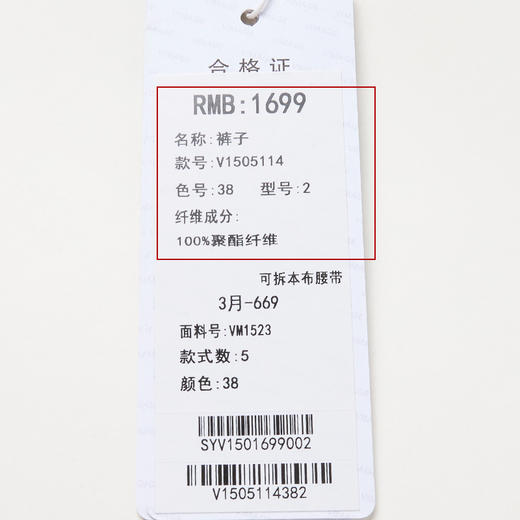 合格证
RMB:1699
名称:裤子
款号:V1505114
色号:38 型号:2
纤维成分:
100%聚酯纤维
可拆本布腰带
3月-669
面料号:VM1523
款式数:5
颜色:38
SYV1501699002
V1505114382